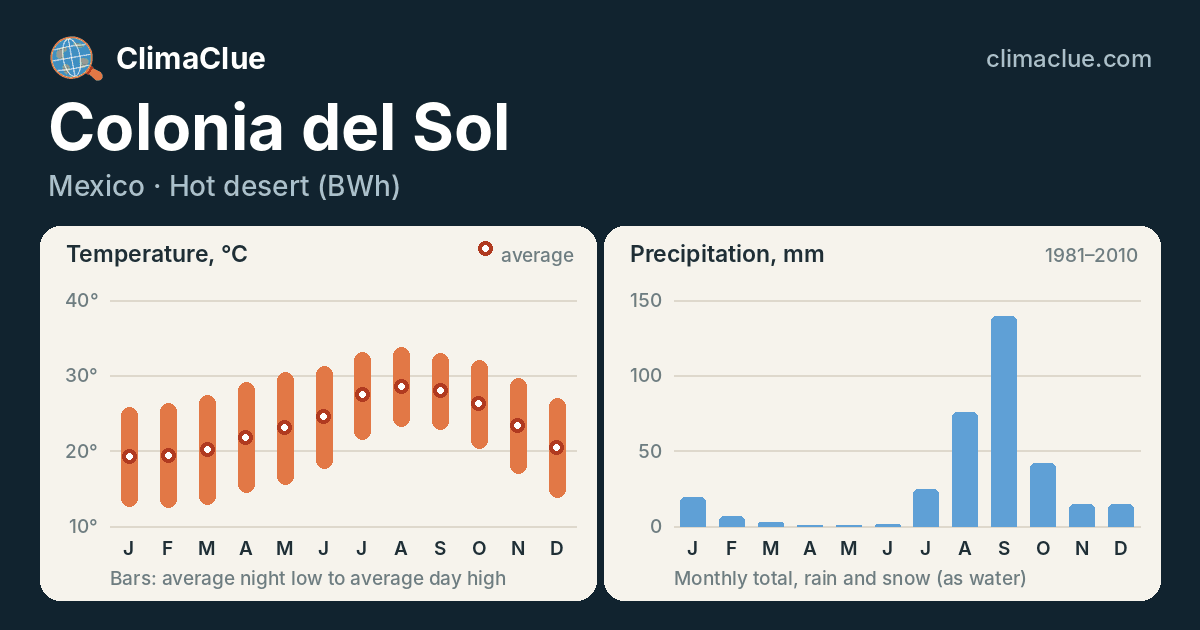 ClimaClue
climaclue.com
Colonia del Sol
Mexico · Hot desert (BWh)
Temperature, °C
average
40°
30°
20°
10°
J F M A M J J A S O N D
Bars: average night low to average day high
Precipitation, mm
1981–2010
150
100
50
0
J F M A M J J A S O N D
Monthly total, rain and snow (as water)